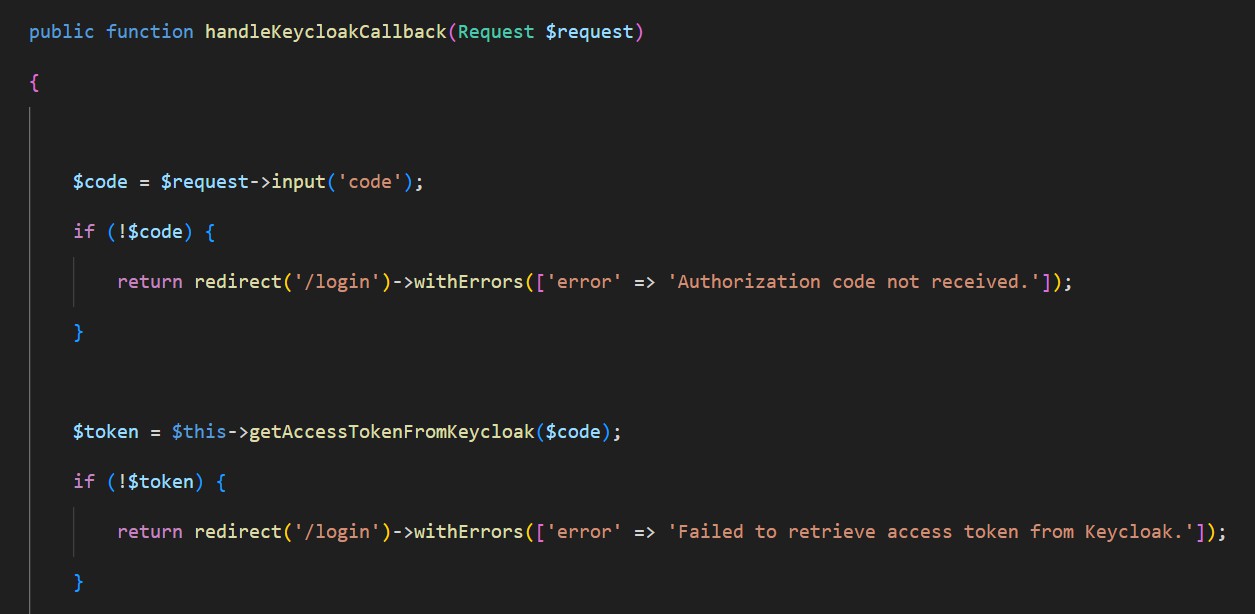 public function handleKeycloakCallback(Request $request)
{
$code = $request->input('code');
if (!$code) {
return redirect('/login')->withErrors(['error' => 'Authorization code not received.']);
}
$token = $this->getAccessTokenFromKeycloak($code);
if (!$token) {
return redirect('/login')->withErrors(['error' => 'Failed to retrieve access token from Keycloak.']);
}